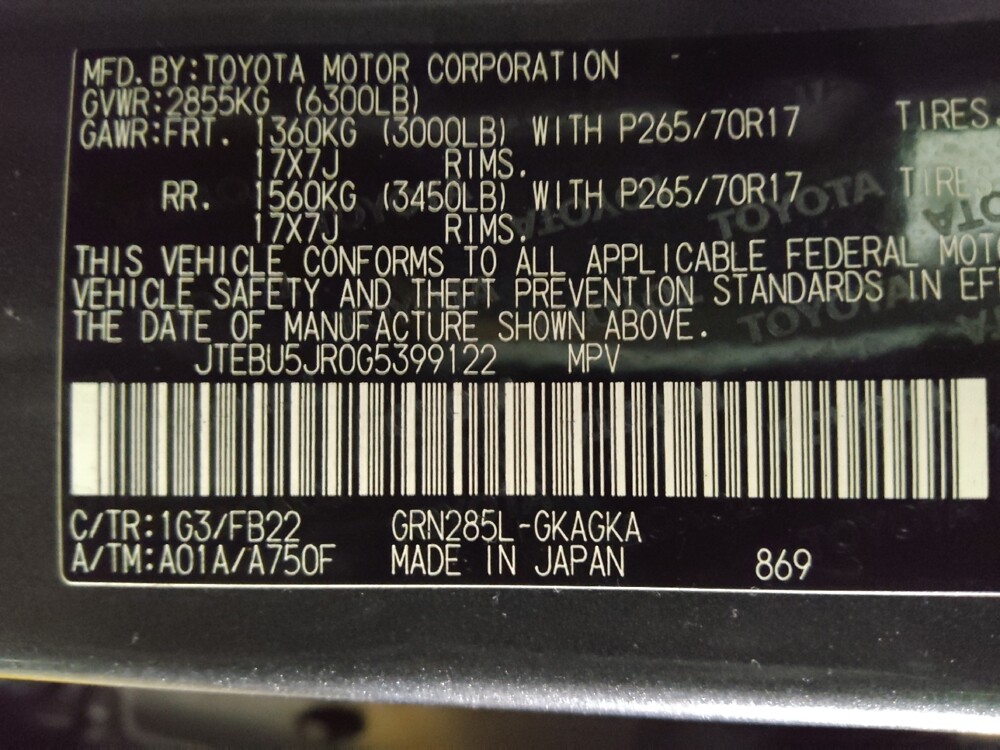 MFD.BY:TOYOTA MOTOR CORPORATION
GVWR:2855KG (6300LB)
GAWR:FRT. 1360KG (3000LB) WITH P265/70R17 TIRES.
17X7J RIMS.
RR. 1560KG (3450LB) WITH P265/70R17 TIRES
17X7J RIMS.
THIS VEHICLE CONFORMS TO ALL APPLICABLE FEDERAL MOTO
VEHICLE SAFETY AND THEFT PREVENTION STANDARDS IN EFF
THE DATE OF MANUFACTURE SHOWN ABOVE.
JTEBU5JR0G5399122 MPV
C/TR:1G3/FB22 GRN285L-GKAGKA
A/TM:A01A/A750F MADE IN JAPAN 869